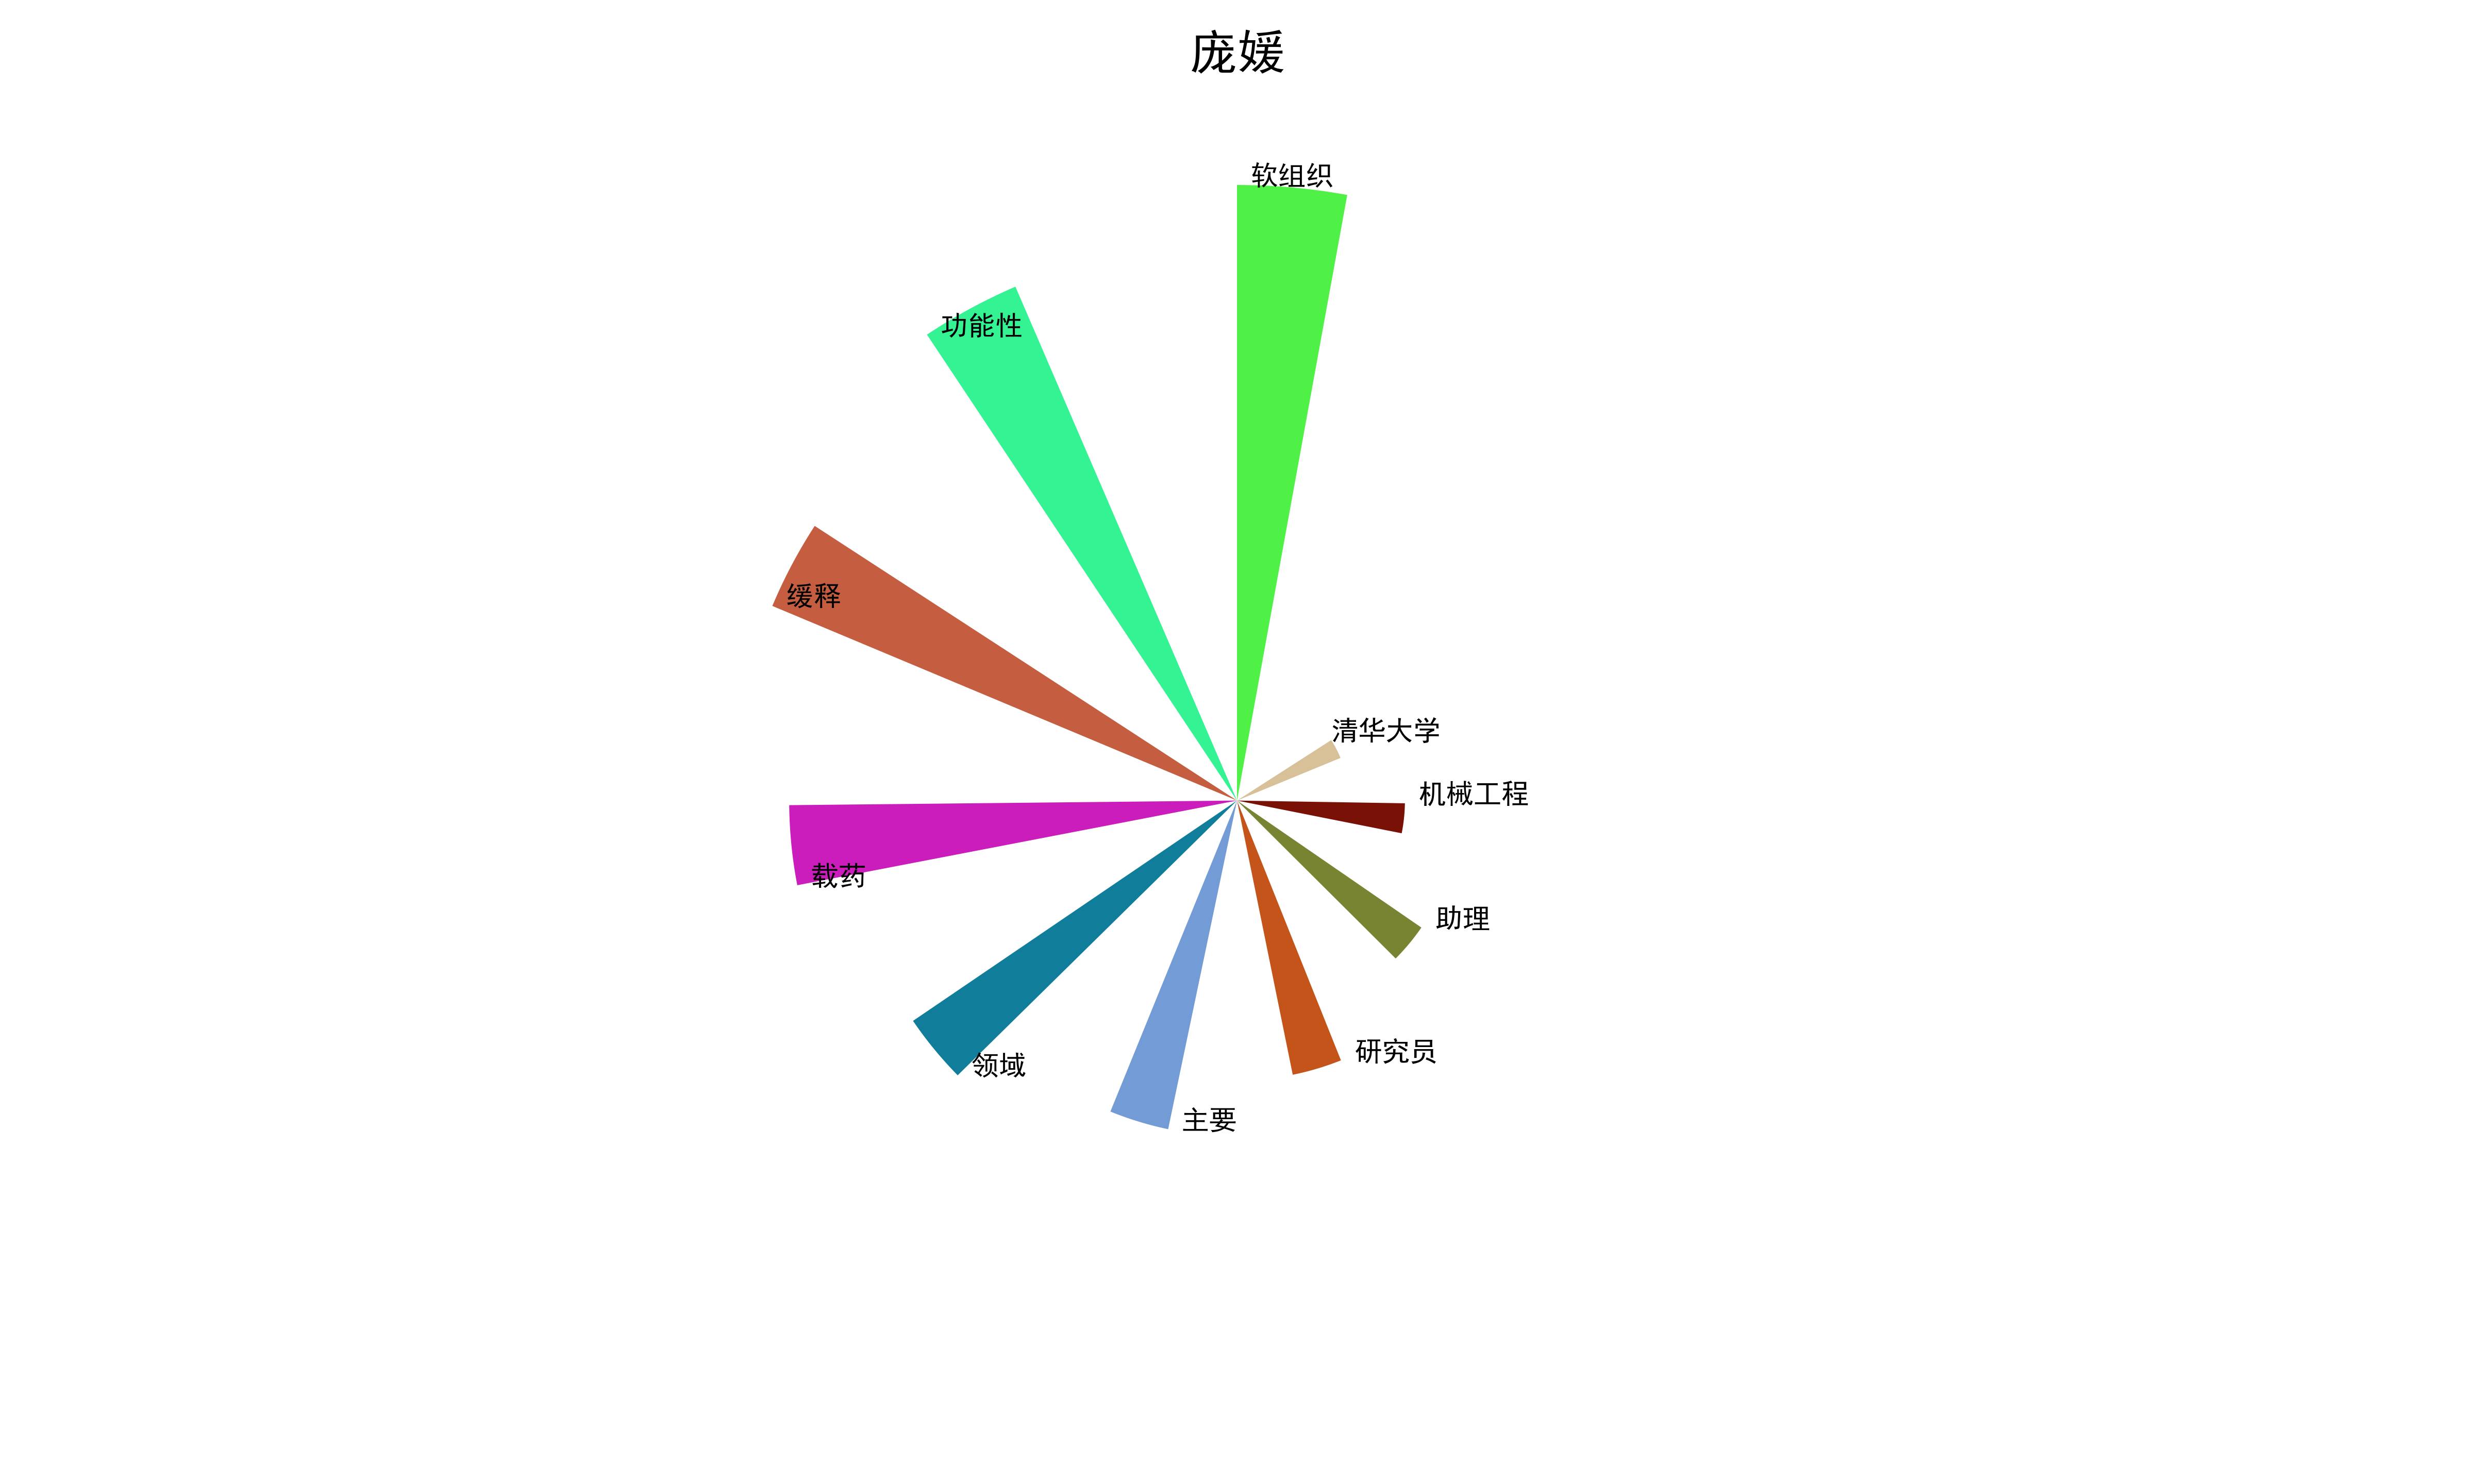 庞媛
软组织
功能性
缓释
清华大学
机械工程
载药
助理
研究员
领域
主要